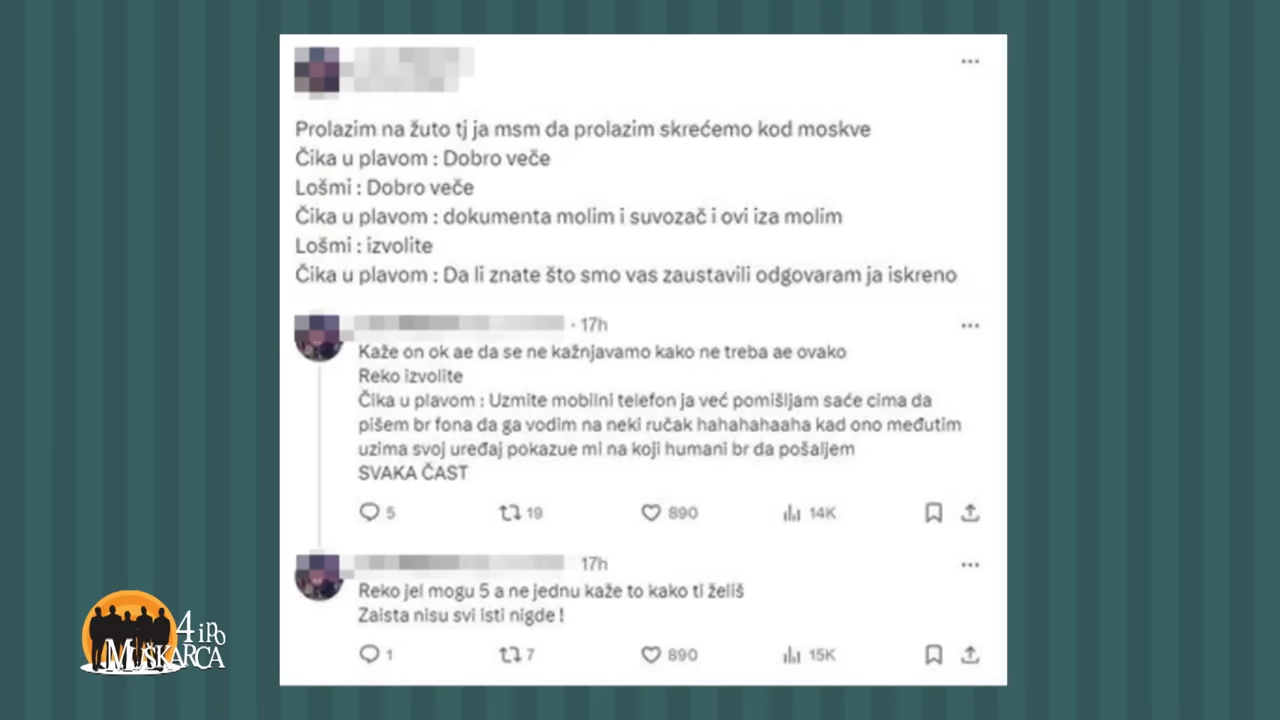 Prolazim na žuto tj ja msm da prolazim skrećemo kod moskve
Čika u plavom : Dobro veče
Lošmi : Dobro veče
Čika u plavom : dokumenta molim i suvozač i ovi iza molim
Lošmi : izvolite
Čika u plavom : Da li znate što smo vas zaustavili odgovaram ja iskreno
· 17h
Kaže on ok ae da se ne kažnjavamo kako ne treba ae ovako
Reko izvolite
Čika u plavom : Uzmite mobilni telefon ja već pomišljam saće cima da
pišem br fona da ga vodim na neki ručak hahahahaaha kad ono međutim
uzima svoj uređaj pokazue mi na koji humani br da pošaljem
SVAKA ČAST
5 19 890 14K
17h
Reko jel mogu 5 a ne jednu kaže to kako ti želiš
Zaista nisu svi isti nigde !
1 7 890 15K
4 i po
MUŠKARCA